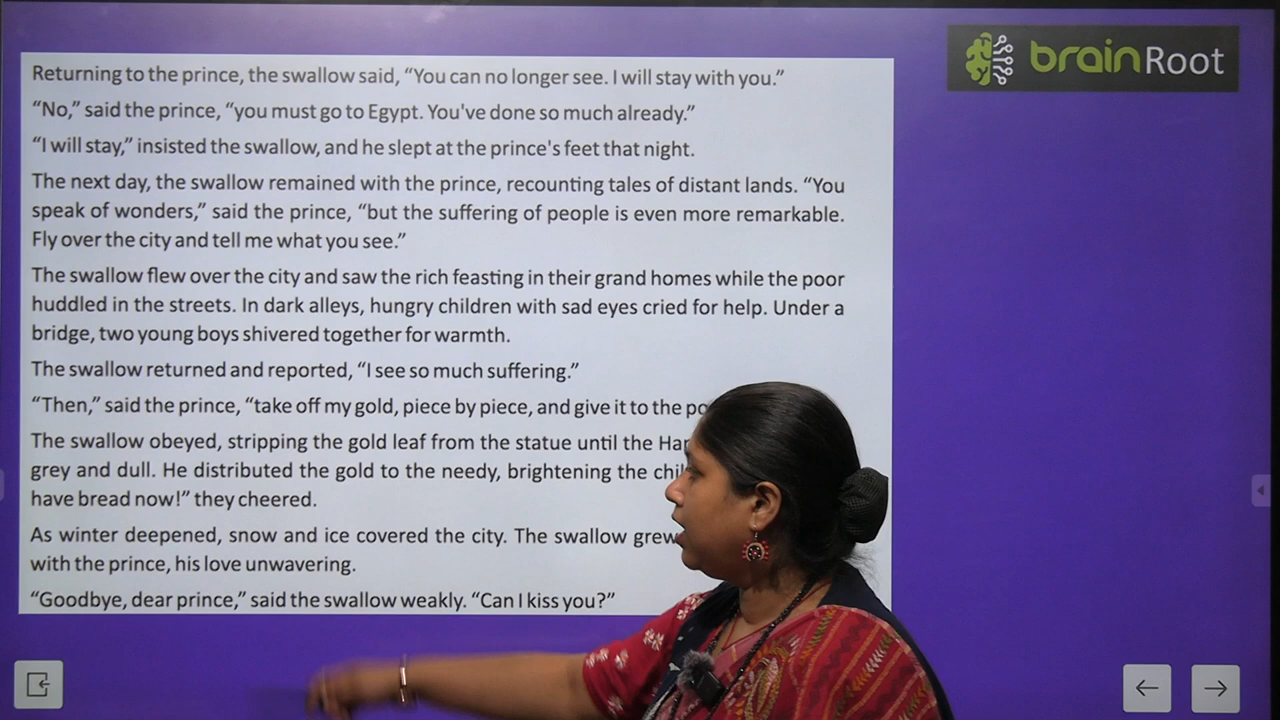 brainRoot
Returning to the prince, the swallow said, “You can no longer see. I will stay with you.”
“No,” said the prince, “you must go to Egypt. You've done so much already.”
“I will stay,” insisted the swallow, and he slept at the prince's feet that night.
The next day, the swallow remained with the prince, recounting tales of distant lands. “You
speak of wonders,” said the prince, “but the suffering of people is even more remarkable.
Fly over the city and tell me what you see.”
The swallow flew over the city and saw the rich feasting in their grand homes while the poor
huddled in the streets. In dark alleys, hungry children with sad eyes cried for help. Under a
bridge, two young boys shivered together for warmth.
The swallow returned and reported, “I see so much suffering.”
“Then,” said the prince, “take off my gold, piece by piece, and give it to the
The swallow obeyed, stripping the gold leaf from the statue until the
grey and dull. He distributed the gold to the needy, brightening the
have bread now!” they cheered.
As winter deepened, snow and ice covered the city. The swallow grew
with the prince, his love unwavering.
“Goodbye, dear prince,” said the swallow weakly. “Can I kiss you?”